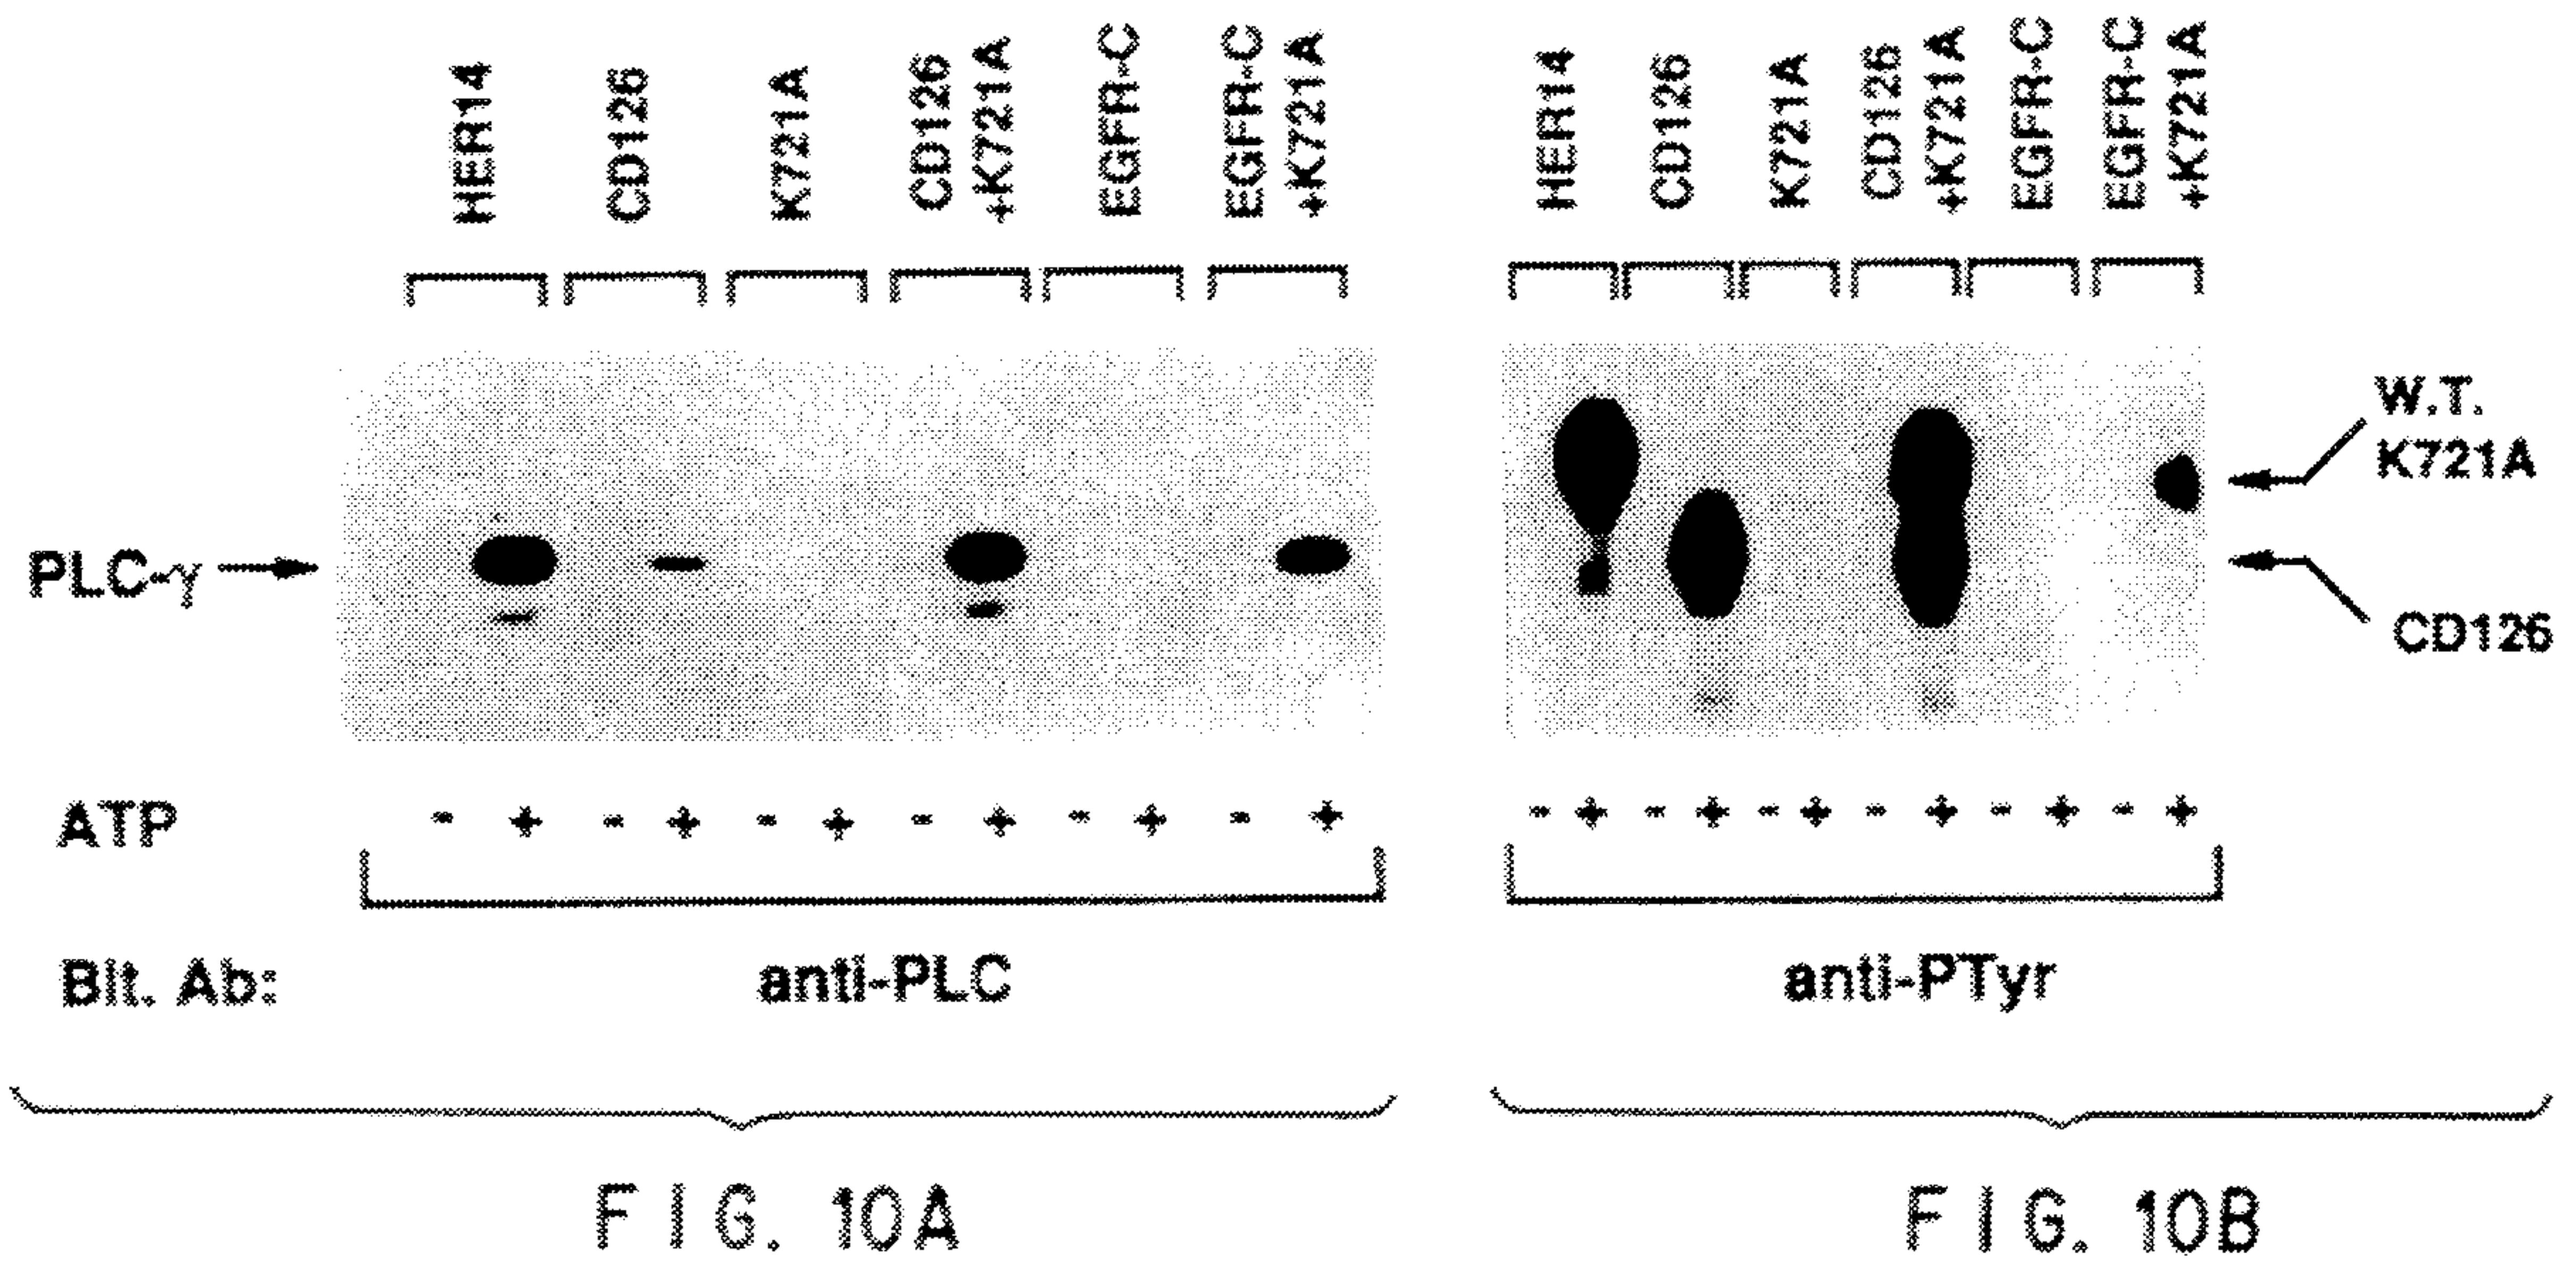 HER14
CD126
K721A
CD126
+K721A
EGFR-C
EGFR-C
+K721A
HER14
CD126
K721A
CD126
+K721A
EGFR-C
EGFR-C
+K721A
PLC-γ
W.T.
K721A
CD126
ATP - + - + - + - + - + - + - + - + - + - + - + - +
Blt. Ab: anti-PLC anti-PTyr
FIG. 10A FIG. 10B